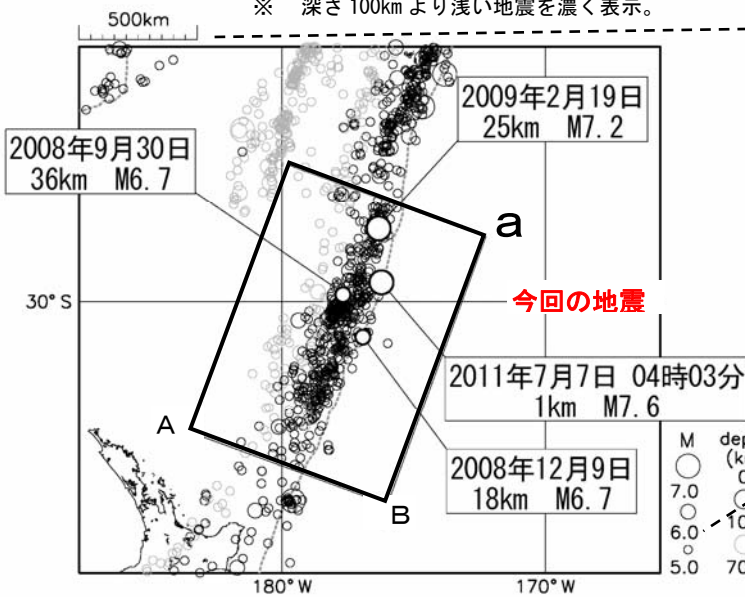 500km
※ 深さ100kmより浅い地震を濃く表示。
2009年2月19日
25km M7.2
2008年9月30日
36km M6.7
a
30°S
今回の地震
2011年7月7日 04時03分
1km M7.6
A
2008年12月9日
18km M6.7
B
M
7.0
6.0
5.0
180°W
170°W